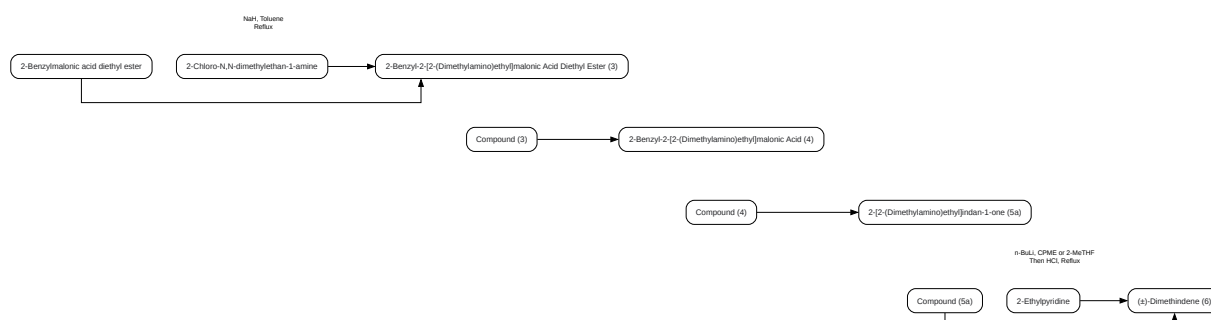 NaH, Toluene
Reflux
2-Benzylmalonic acid diethyl ester
2-Chloro-N,N-dimethylethan-1-amine
2-Benzyl-2-[2-(Dimethylamino)ethyl]malonic Acid Diethyl Ester (3)
Compound (3)
2-Benzyl-2-[2-(Dimethylamino)ethyl]malonic Acid (4)
Compound (4)
2-[2-(Dimethylamino)ethyl]indan-1-one (5a)
n-BuLi, CPME or 2-MeTHF
Then HCl, Reflux
Compound (5a)
2-Ethylpyridine
(±)-Dimethindene (6)